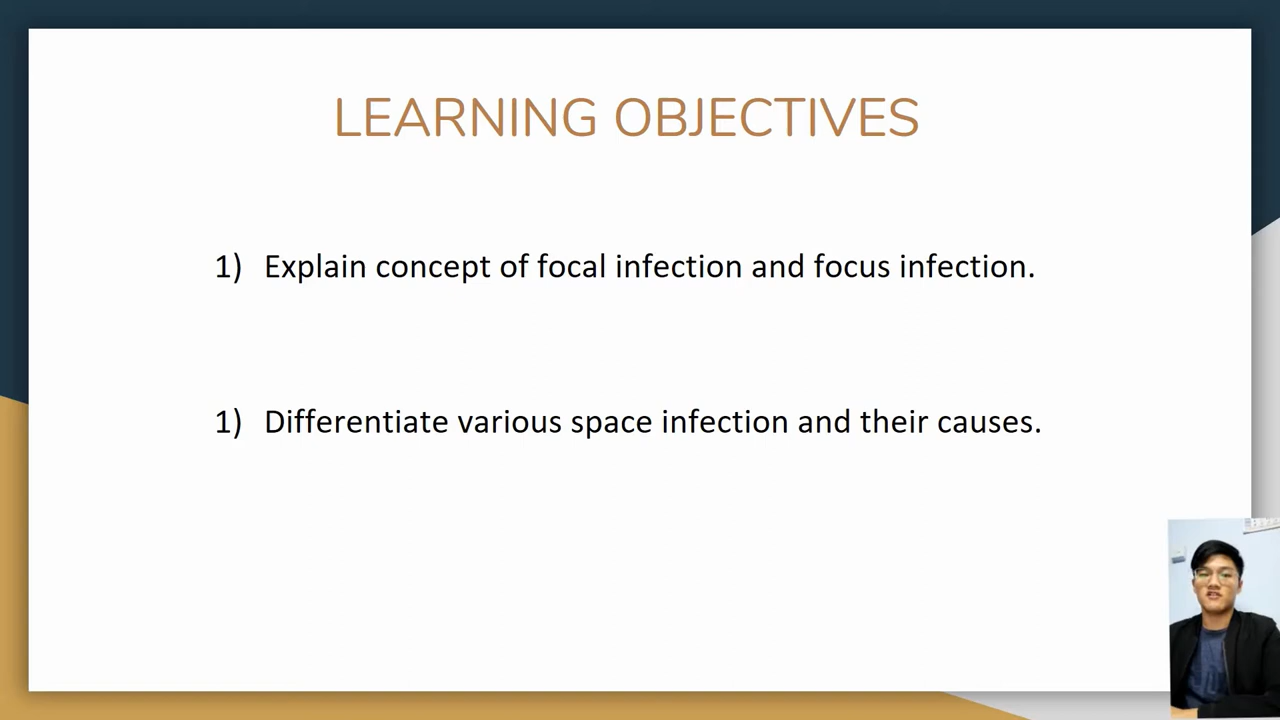 LEARNING OBJECTIVES
1) Explain concept of focal infection and focus infection.
1) Differentiate various space infection and their causes.